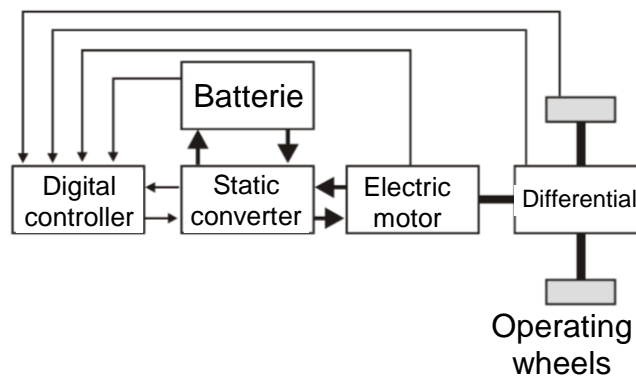 Batterie
Digital
controller
Static
converter
Electric
motor
Differential
Operating
wheels